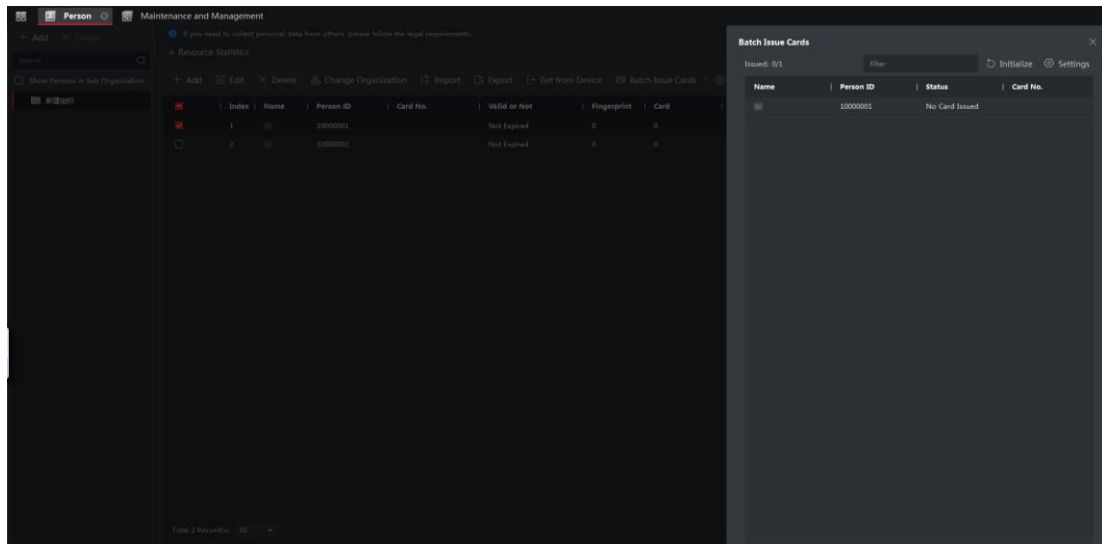 Person
Maintenance and Management
+ Add
If you need to collect personal data from others, please follow the legal requirements.
Resource Statistics
Search
Show Persons in Sub Organization
+ Add
Edit
Delete
Change Organization
Import
Export
Get from Device
Batch Issue Cards
Index Name Person ID Card No. Valid or Not Fingerprint Card
1 10000001 Not Expired 0 0
2 10000002 Not Expired 0 0
Total 2 Record(s) 50
Batch Issue Cards
Issued: 0/1
Filter
Initialize
Settings
Name Person ID Status Card No.
10000001 No Card Issued